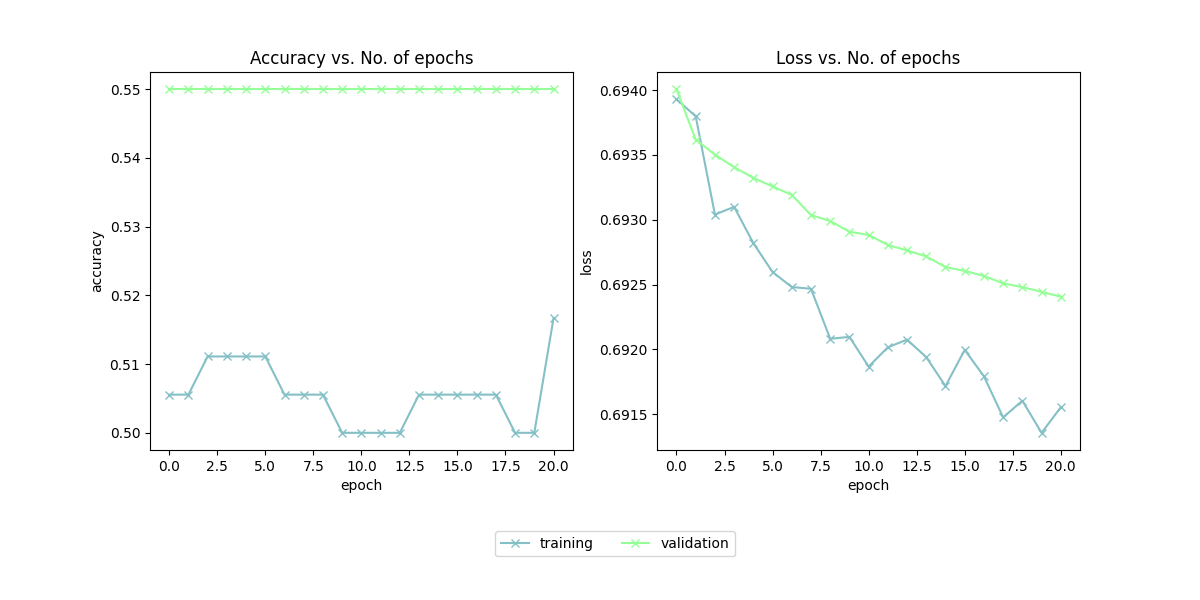 Accuracy vs. No. of epochs
0.55
0.54
0.53
0.52
0.51
0.50
accuracy
0.0 2.5 5.0 7.5 10.0 12.5 15.0 17.5 20.0
epoch
Loss vs. No. of epochs
0.6940
0.6935
0.6930
0.6925
0.6920
0.6915
loss
0.0 2.5 5.0 7.5 10.0 12.5 15.0 17.5 20.0
epoch
training validation